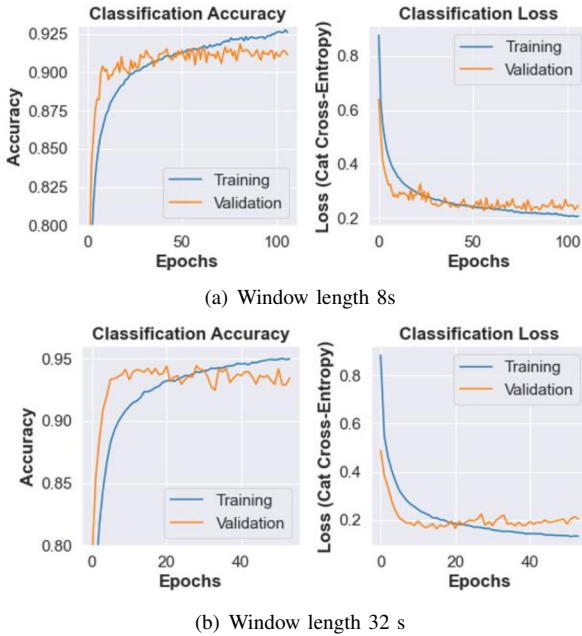 Classification Accuracy
Classification Loss
0.925
0.900
0.875
0.850
0.825
0.800
Accuracy
Training
Validation
0 50 100
Epochs
0.8
0.6
0.4
0.2
Loss (Cat Cross-Entropy)
Training
Validation
0 50 100
Epochs
(a) Window length 8s
Classification Accuracy
Classification Loss
0.95
0.90
0.85
0.80
Accuracy
Training
Validation
0 20 40
Epochs
0.8
0.6
0.4
0.2
Loss (Cat Cross-Entropy)
Training
Validation
0 20 40
Epochs
(b) Window length 32 s